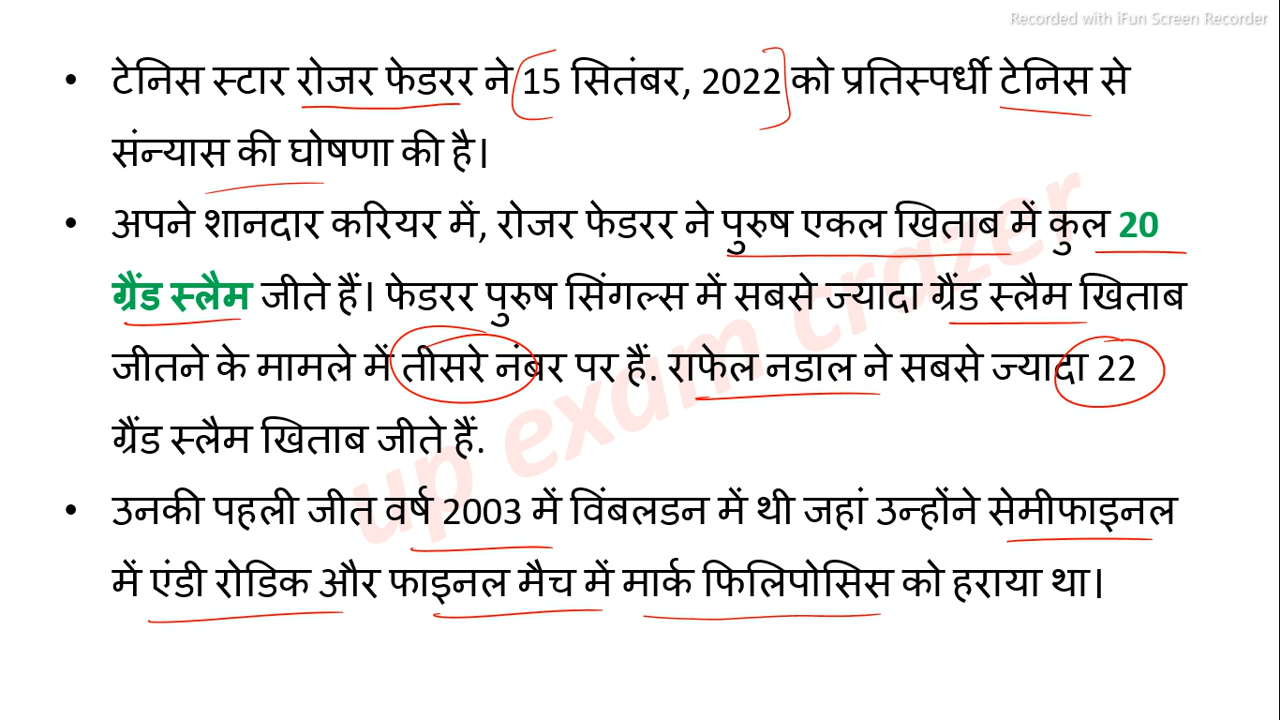 Recorded with iFun Screen Recorder
• टेनिस स्टार रोजर फेडरर ने 15 सितंबर, 2022 को प्रतिस्पर्धी टेनिस से
संन्यास की घोषणा की है।
• अपने शानदार करियर में, रोजर फेडरर ने पुरुष एकल खिताब में कुल 20
ग्रैंड स्लैम जीते हैं। फेडरर पुरुष सिंगल्स में सबसे ज्यादा ग्रैंड स्लैम खिताब
जीतने के मामले में तीसरे नंबर पर हैं. राफेल नडाल ने सबसे ज्यादा 22
ग्रैंड स्लैम खिताब जीते हैं.
• उनकी पहली जीत वर्ष 2003 में विंबलडन में थी जहां उन्होंने सेमीफाइनल
में एंडी रोडिक और फाइनल मैच में मार्क फिलिपोसिस को हराया था।
up exam crazer